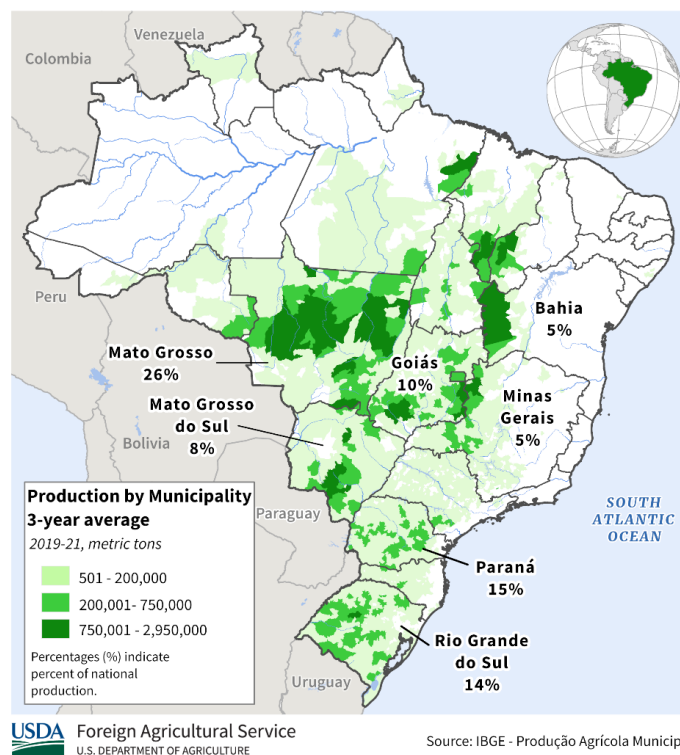 Venezuela
Colombia
Peru
Bahia
5%
Mato Grosso
26%
Goiás
10%
Mato Grosso
do Sul
8%
Minas
Gerais
5%
Bolivia
Production by Municipality
3-year average
2019-21, metric tons
501 - 200,000
200,001- 750,000
750,001 - 2,950,000
Percentages (%) indicate
percent of national
production.
Paraguay
SOUTH
ATLANTIC
OCEAN
Paraná
15%
Rio Grande
do Sul
14%
Uruguay
USDA
Foreign Agricultural Service
U.S. DEPARTMENT OF AGRICULTURE
Source: IBGE - Produção Agrícola Municip